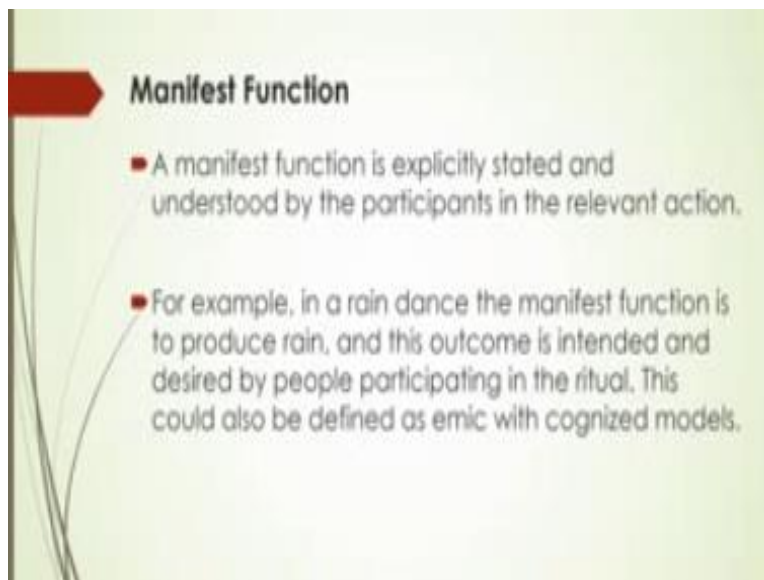 Manifest Function
A manifest function is explicitly stated and
understood by the participants in the relevant action.
For example, in a rain dance the manifest function is
to produce rain, and this outcome is intended and
desired by people participating in the ritual. This
could also be defined as emic with cognized models.